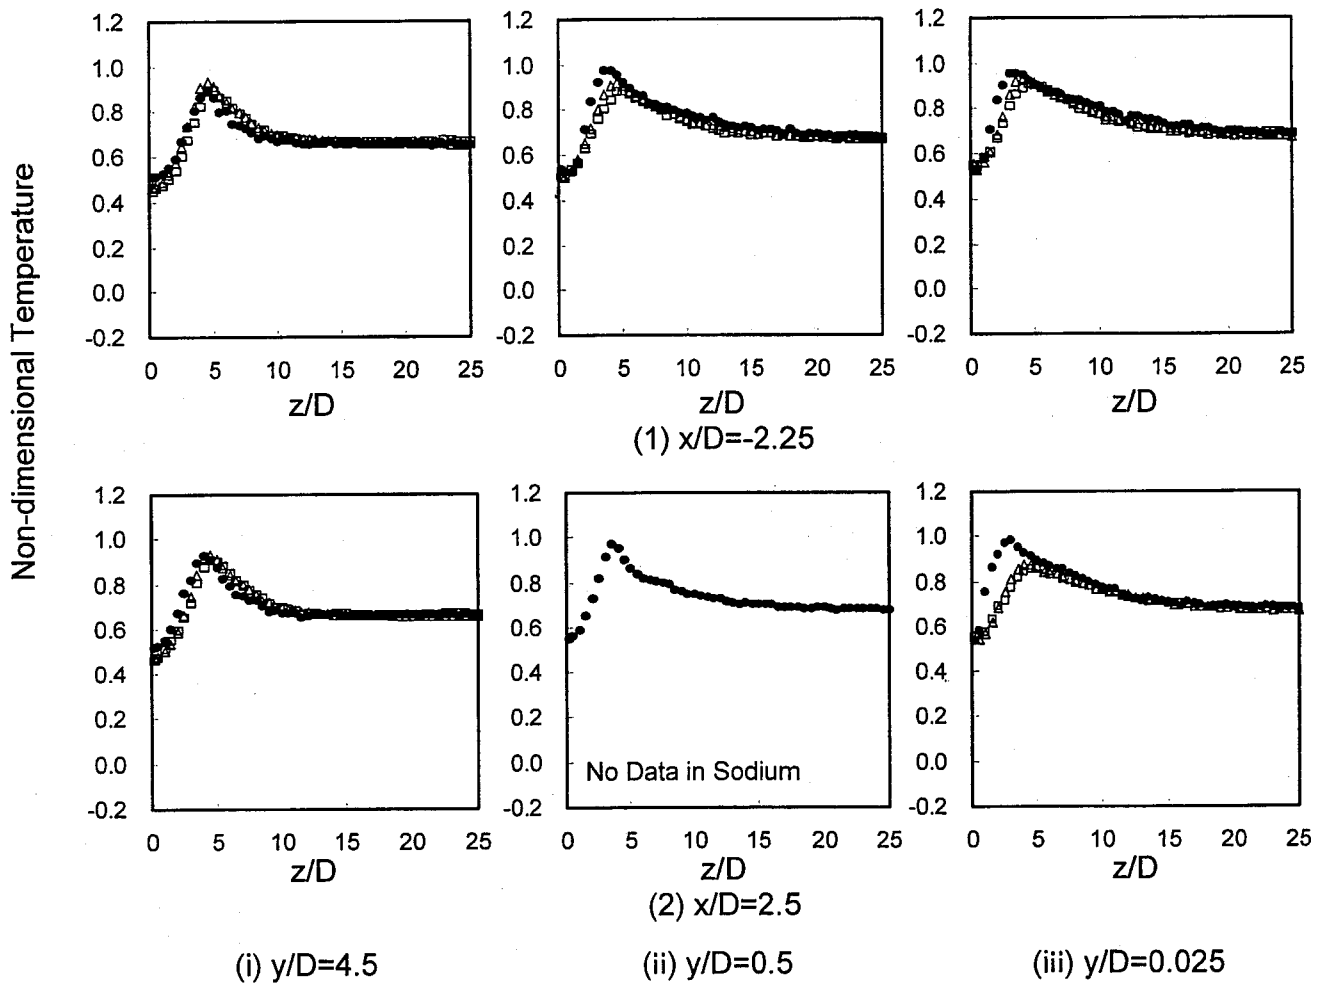 Non-dimensional Temperature
1.2 1.2 1.2
1.0 1.0 1.0
0.8 0.8 0.8
0.6 0.6 0.6
0.4 0.4 0.4
0.2 0.2 0.2
0.0 0.0 0.0
-0.2 -0.2 -0.2
0 5 10 15 20 25 0 5 10 15 20 25 0 5 10 15 20 25
z/D z/D z/D
(1) x/D=-2.25
1.2 1.2 1.2
1.0 1.0 1.0
0.8 0.8 0.8
0.6 0.6 0.6
0.4 0.4 0.4
0.2 0.2 0.2
0.0 No Data in Sodium 0.0 0.0
-0.2 -0.2 -0.2
0 5 10 15 20 25 0 5 10 15 20 25 0 5 10 15 20 25
z/D z/D z/D
(2) x/D=2.5
(i) y/D=4.5 (ii) y/D=0.5 (iii) y/D=0.025